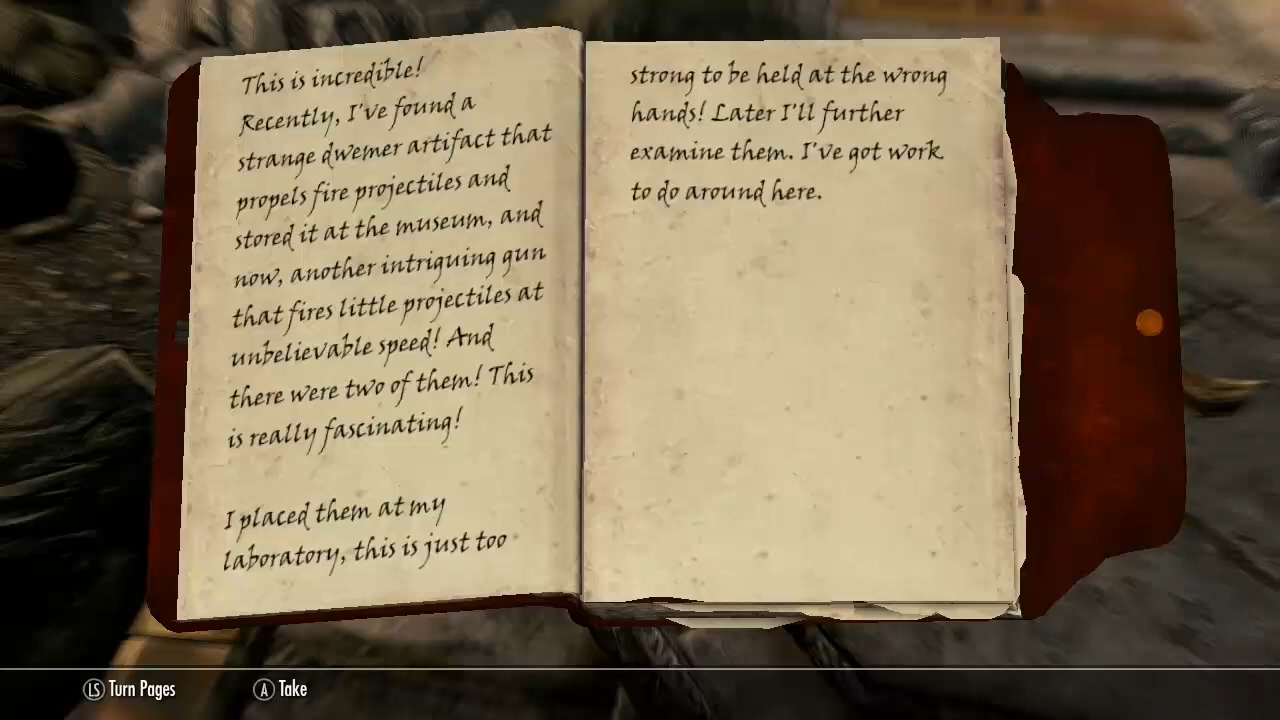 This is incredible!
Recently, I've found a
strange dwemer artifact that
propels fire projectiles and
stored it at the museum, and
now, another intriguing gun
that fires little projectiles at
unbelievable speed! And
there were two of them! This
is really fascinating!
I placed them at my
laboratory, this is just too
strong to be held at the wrong
hands! Later I'll further
examine them. I've got work
to do around here.
LS Turn Pages
A Take